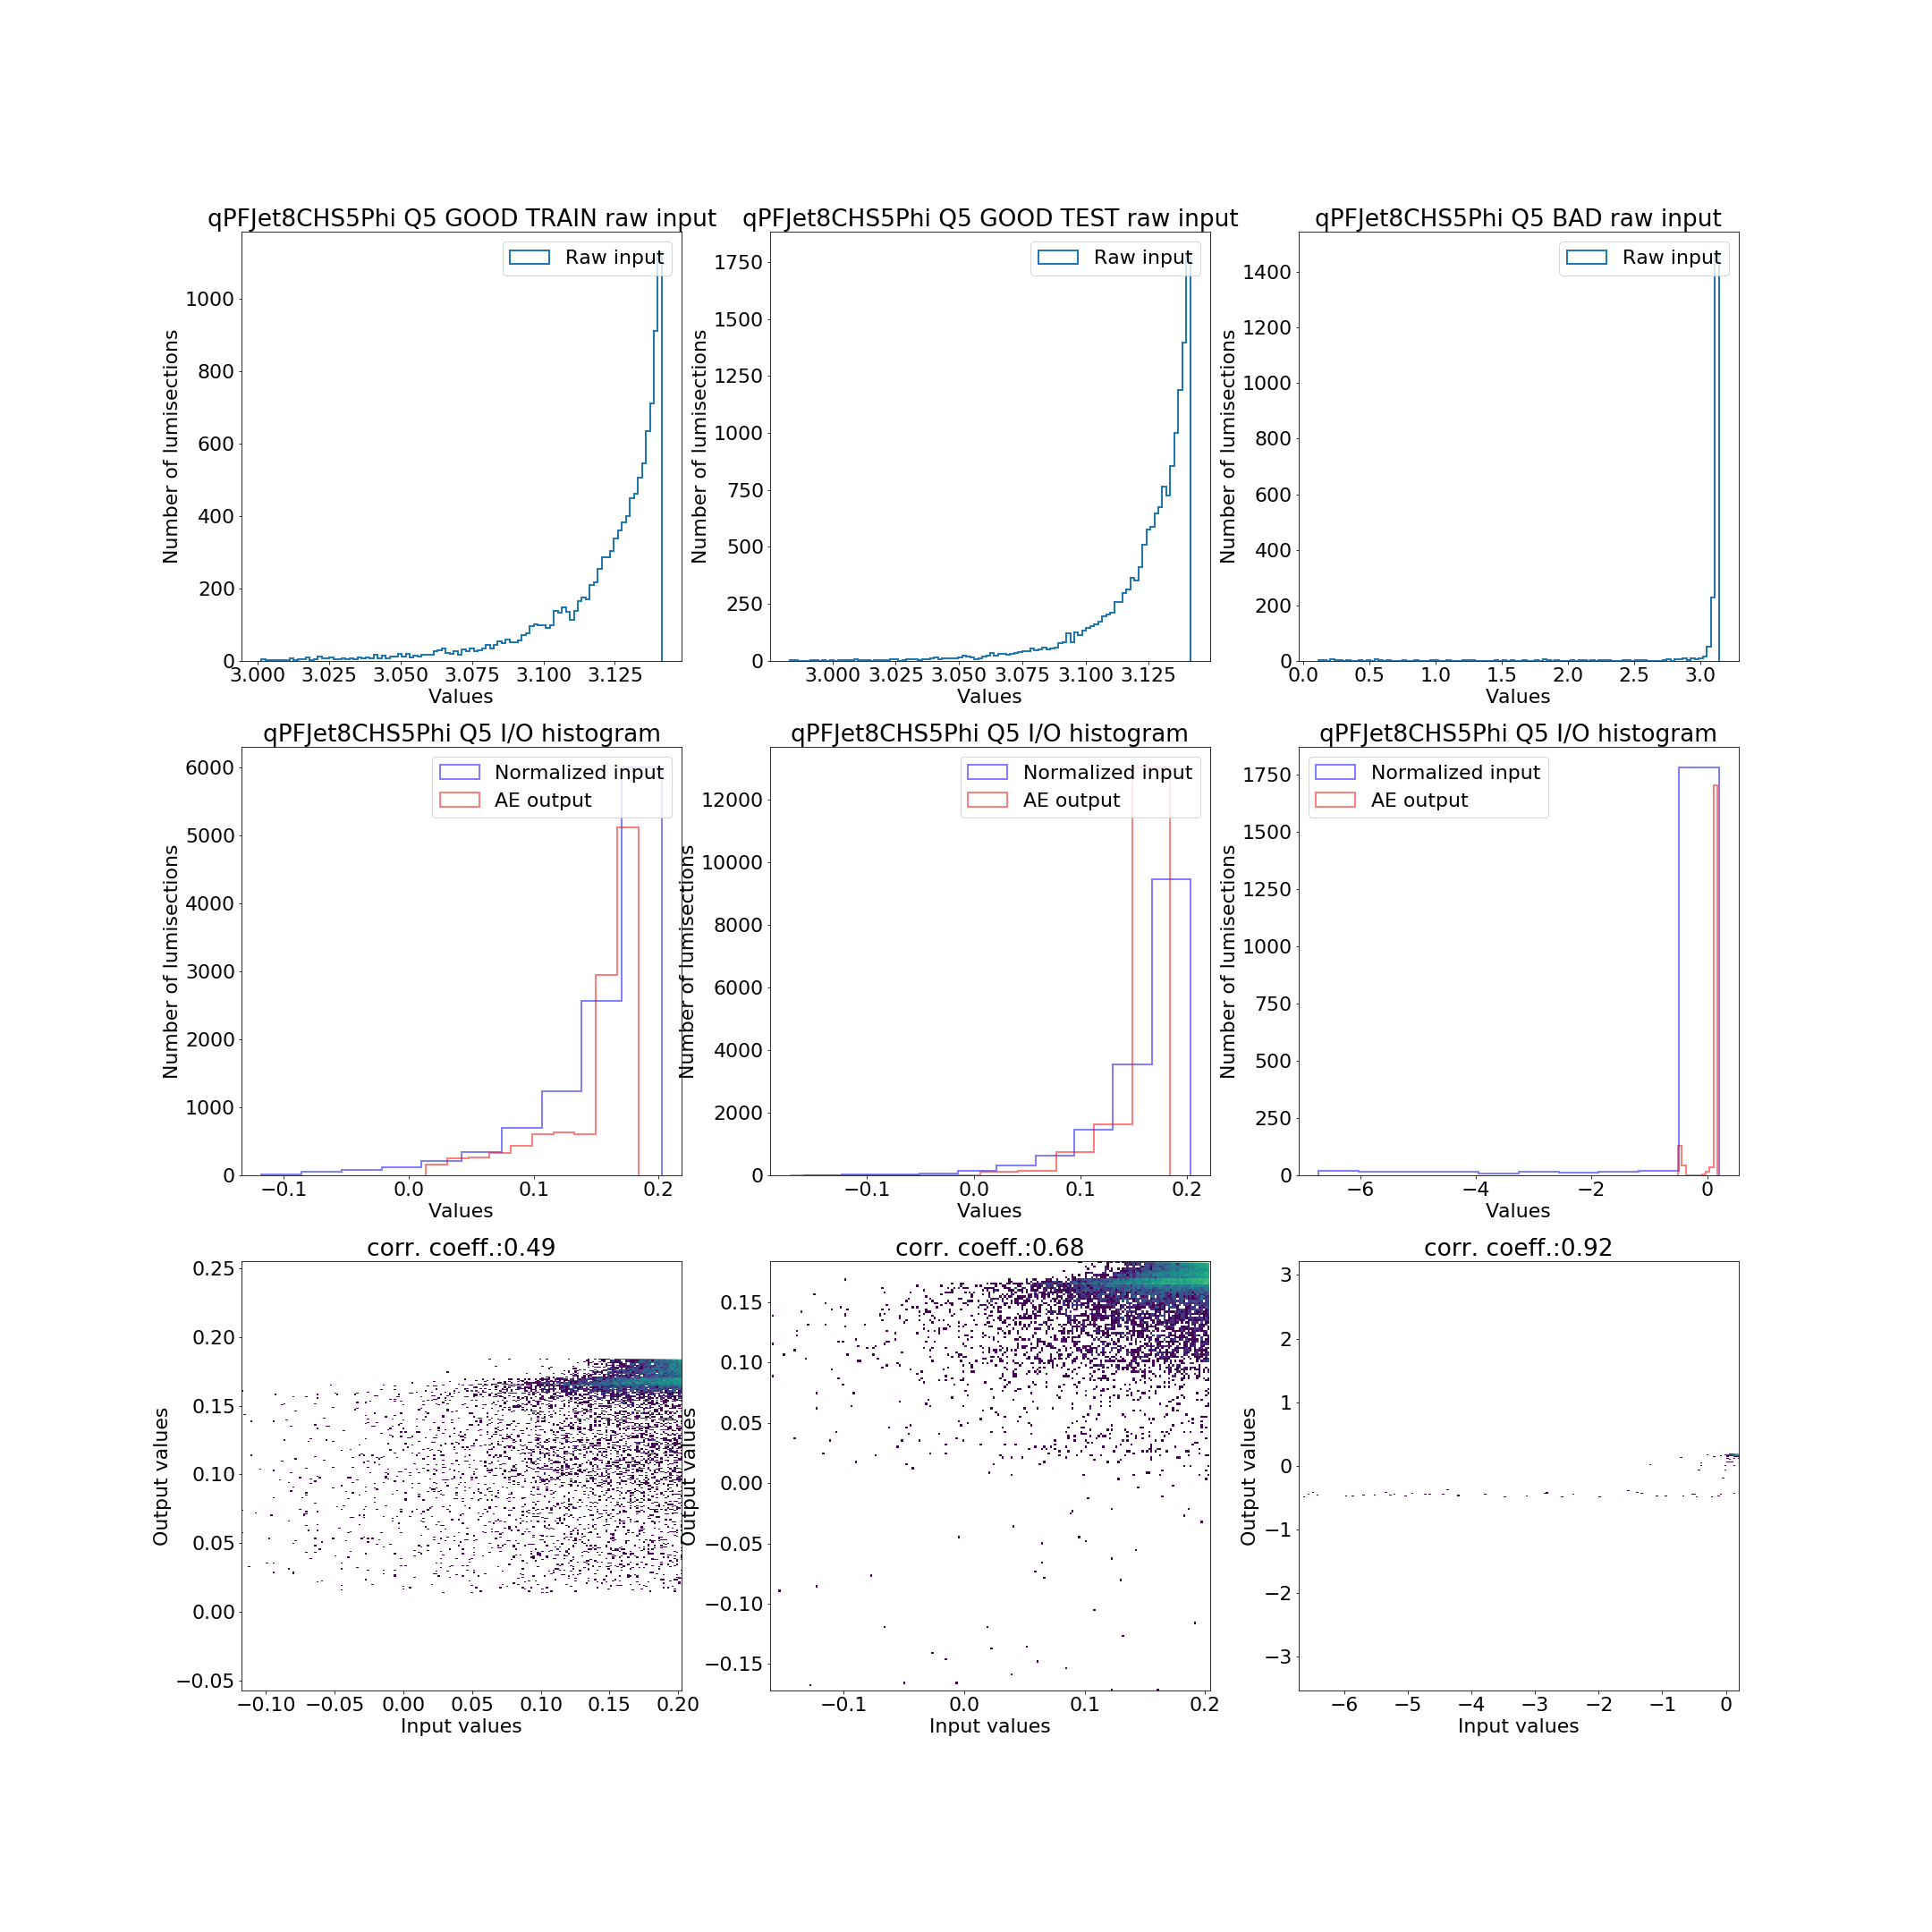 qPFJet8CHS5Phi Q5 GOOD TRAIN raw input
Number of lumisections
1000
800
600
400
200
0
Raw input
3.000 3.025 3.050 3.075 3.100 3.125
Values
qPFJet8CHS5Phi Q5 GOOD TEST raw input
Number of lumisections
1750
1500
1250
1000
750
500
250
0
Raw input
3.000 3.025 3.050 3.075 3.100 3.125
Values
qPFJet8CHS5Phi Q5 BAD raw input
Number of lumisections
1400
1200
1000
800
600
400
200
0
Raw input
0.0 0.5 1.0 1.5 2.0 2.5 3.0
Values
qPFJet8CHS5Phi Q5 I/O histogram
Number of lumisections
6000
5000
4000
3000
2000
1000
0
Normalized input
AE output
−0.1 0.0 0.1 0.2
Values
qPFJet8CHS5Phi Q5 I/O histogram
Number of lumisections
12000
10000
8000
6000
4000
2000
0
Normalized input
AE output
−0.1 0.0 0.1 0.2
Values
qPFJet8CHS5Phi Q5 I/O histogram
Number of lumisections
1750
1500
1250
1000
750
500
250
0
Normalized input
AE output
−6 −4 −2 0
Values
corr. coeff.:0.49
Output values
0.25
0.20
0.15
0.10
0.05
0.00
−0.05
−0.10 −0.05 0.00 0.05 0.10 0.15 0.20
Input values
corr. coeff.:0.68
Output values
0.15
0.10
0.05
0.00
−0.05
−0.10
−0.15
−0.1 0.0 0.1 0.2
Input values
corr. coeff.:0.92
Output values
3
2
1
0
−1
−2
−3
−6 −5 −4 −3 −2 −1 0
Input values